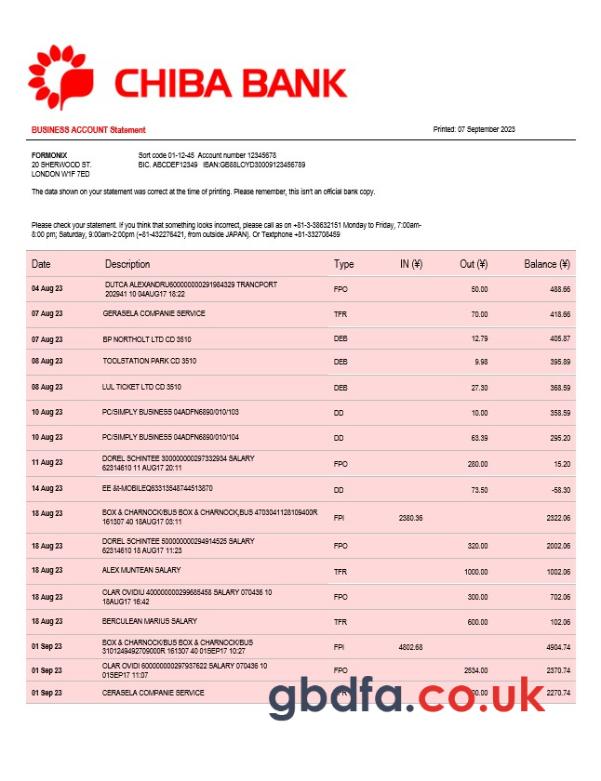 CHIBA BANK
BUSINESS ACCOUNT Statement Printed: 07 September 2023
FORMONIX Sort code 01-12-45 Account number 12345678
20 SHERWOOD ST. BIC. ABCDEF12349 IBAN:GB88LCYD30009123456789
LONDON W1F 7ED
The data shown on your statement was correct at the time of printing. Please remember, this isn't an official bank copy.
Please check your statement. If you think that something looks incorrect, please call as on +81-3-38632151 Monday to Friday, 7:00am-
8:00 pm; Saturday, 9:00am-2:00pm (+81-432276421, from outside JAPAN). Or Textphone +81-332706459
Date Description Type IN (¥) Out (¥) Balance (¥)
04 Aug 23 DUTCA ALEXANDRU600000000291984329 TRANCPORT FPO 50.00 488.66
202941 10 04AUG17 18:22
07 Aug 23 GERASELA COMPANIE SERVICE TFR 70.00 418.66
07 Aug 23 BP NORTHOLT LTD CD 3510 DEB 12.79 405.87
08 Aug 23 TOOLSTATION PARK CD 3510 DEB 9.98 395.89
08 Aug 23 LUL TICKET LTD CD 3510 DEB 27.30 368.59
10 Aug 23 PC/SIMPLY BUSINESS 04ADFN6890/010/103 DD 10.00 358.59
10 Aug 23 PC/SIMPLY BUSINESS 04ADFN6890/010/104 DD 63.39 295.20
11 Aug 23 DOREL SCHINTEE 300000000297332934 SALARY FPO 280.00 15.20
62314610 11 AUG17 20:11
14 Aug 23 EE &t-MOBILEQ63313548744513870 DD 73.50 -58.30
18 Aug 23 BOX & CHARNOCK/BUS BOX & CHARNOCK,BUS 4703041128109400R FPI 2380.36 2322.06
161307 40 18AUG17 03:11
18 Aug 23 DOREL SCHINTEE 500000000294914525 SALARY FPO 320.00 2002.06
62314610 18 AUG17 11:23
18 Aug 23 ALEX MUNTEAN SALARY TFR 1000.00 1002.06
18 Aug 23 OLAR OVIDIU 400000000299685458 SALARY 070436 10 FPO 300.00 702.06
18AUG17 16:42
18 Aug 23 BERCULEAN MARIUS SALARY TFR 600.00 102.06
01 Sep 23 BOX & CHARNOCK/BUS BOX & CHARNOCK/BUS FPI 4802.68 4904.74
3101249492709000R 161307 40 01SEP17 10:27
01 Sep 23 OLAR OVIDI 600000000297937622 SALARY 070436 10 FPO 2534.00 2370.74
01SEP17 11:07
01 Sep 23 CERASELA COMPANIE SERVICE 2270.74
gbdfa.co.uk